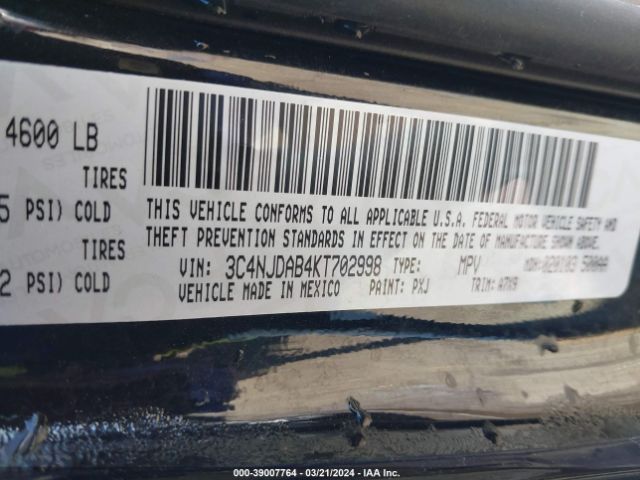 4600 LB
TIRES
5 PSI) COLD
TIRES
2 PSI) COLD
THIS VEHICLE CONFORMS TO ALL APPLICABLE U.S.A. FEDERAL MOTOR VEHICLE SAFETY AND
THEFT PREVENTION STANDARDS IN EFFECT ON THE DATE OF MANUFACTURE SHOWN ABOVE.
VIN: 3C4NJDAB4KT702998 TYPE: MPV
VEHICLE MADE IN MEXICO PAINT: PXJ TRIM: A7X9
000-39007764 / 03/21/2024 / IAA Inc.